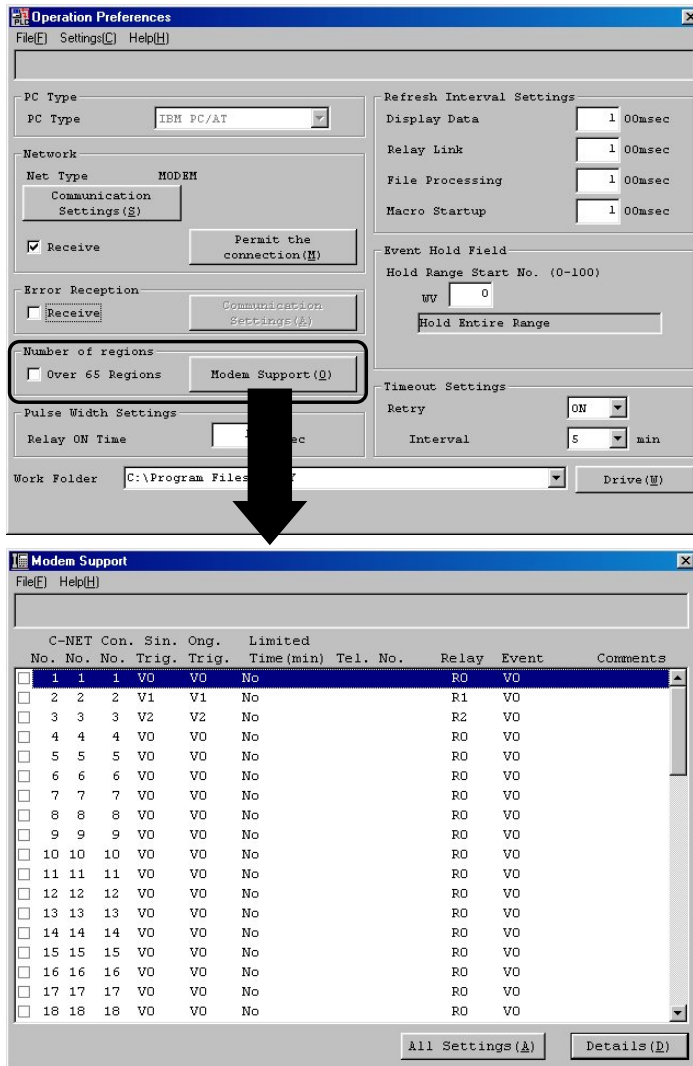 Operation Preferences
File(F) Settings(C) Help(H)
PC Type
PC Type IBM PC/AT
Network
Net Type MODEM
Communication
Settings(S)
Receive
Permit the
connection(M)
Error Reception
Receive
Communication
Settings(A)
Number of regions
Over 65 Regions Modem Support(O)
Pulse Width Settings
Relay ON Time
Refresh Interval Settings
Display Data 1 00msec
Relay Link 1 00msec
File Processing 1 00msec
Macro Startup 1 00msec
Event Hold Field
Hold Range Start No. (0-100)
WV 0
Hold Entire Range
Timeout Settings
Retry ON
Interval 5 min
Work Folder C:\Program Files Drive(W)
Modem Support
File(F) Help(H)
C-NET Con. Sin. Ong. Limited
No. No. No. Trig. Trig. Time(min) Tel. No. Relay Event Comments
1 1 1 V0 V0 No R0 V0
2 2 2 V1 V1 No R1 V0
3 3 3 V2 V2 No R2 V0
4 4 4 V0 V0 No R0 V0
5 5 5 V0 V0 No R0 V0
6 6 6 V0 V0 No R0 V0
7 7 7 V0 V0 No R0 V0
8 8 8 V0 V0 No R0 V0
9 9 9 V0 V0 No R0 V0
10 10 10 V0 V0 No R0 V0
11 11 11 V0 V0 No R0 V0
12 12 12 V0 V0 No R0 V0
13 13 13 V0 V0 No R0 V0
14 14 14 V0 V0 No R0 V0
15 15 15 V0 V0 No R0 V0
16 16 16 V0 V0 No R0 V0
17 17 17 V0 V0 No R0 V0
18 18 18 V0 V0 No R0 V0
All Settings(A) Details(D)